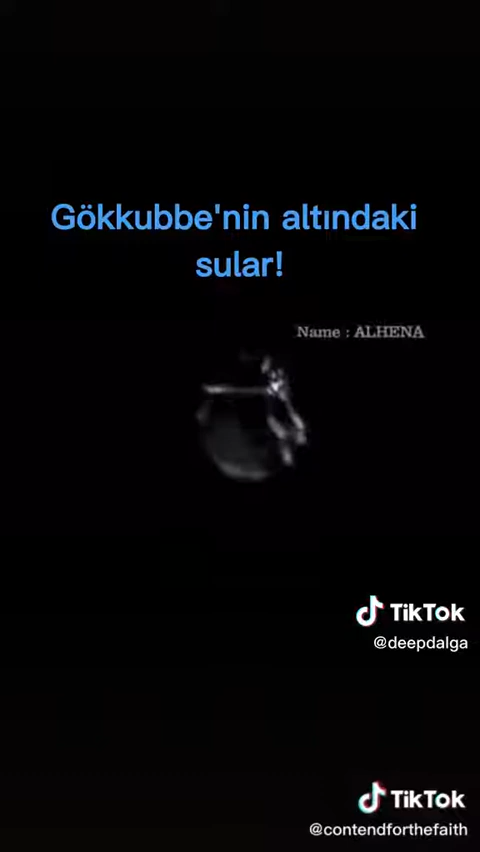 Gökkubbe'nin altındaki
sular!
Name : ALHENA
TikTok
@deepdalga
TikTok
@contendforthefaith